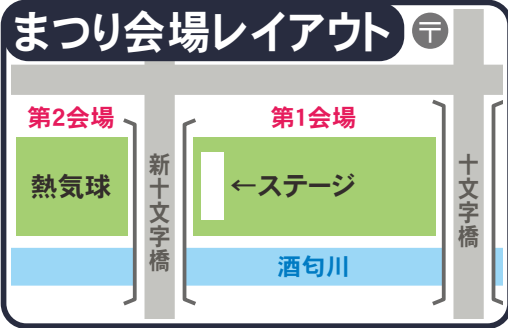 まつり会場レイアウト
〒
第2会場
第1会場
熱気球
新十文字橋
←ステージ
十文字橋
酒匂川